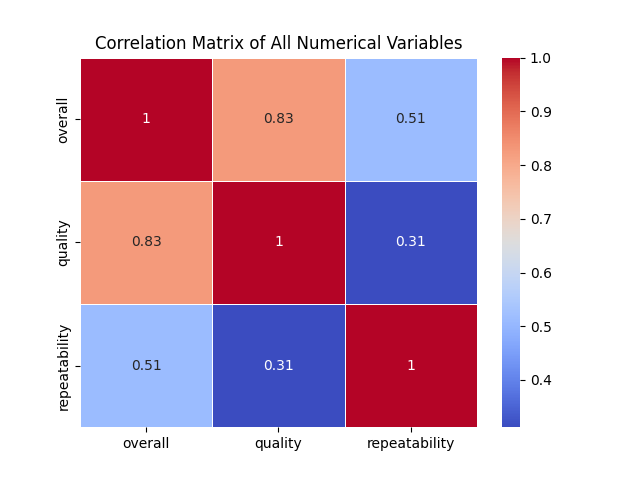 Correlation Matrix of All Numerical Variables
overall
1
0.83
0.51
quality
0.83
1
0.31
repeatability
0.51
0.31
1
overall
quality
repeatability
1.0
0.9
0.8
0.7
0.6
0.5
0.4